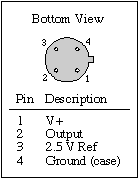 Bottom View
3 4
2 1
Pin Description
1 V+
2 Output
3 2.5 V Ref
4 Ground (case)